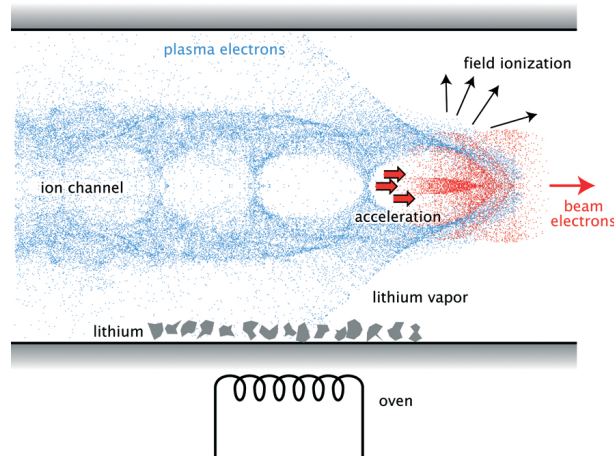 plasma electrons
field ionization
ion channel
acceleration
beam
electrons
lithium vapor
lithium
oven